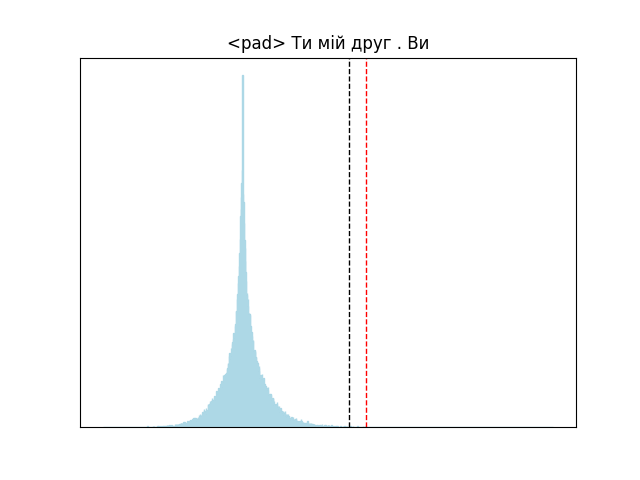 <pad> Ти мій друг . Ви